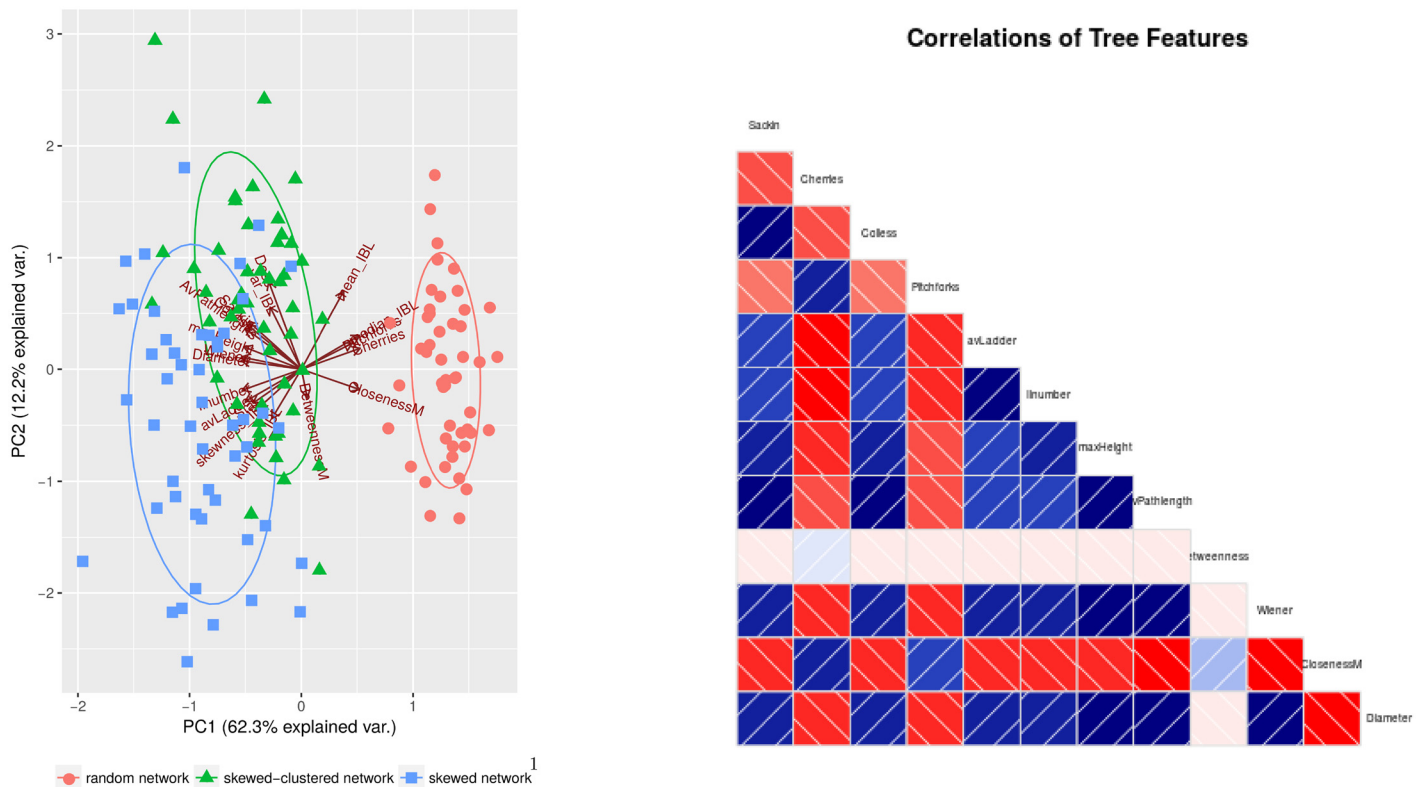 3
2
1
0
−1
−2
−2
−1
0
1
PC2 (12.2% explained var.)
PC1 (62.3% explained var.)
mean_IBL
Cherries
ClosenessM
BetweennessM
Diameter
random network
skewed−clustered network
skewed network
1
Correlations of Tree Features
Sackin
Cherries
Colless
Pitchforks
avLadder
ILnumber
maxHeight
vPathlength
etweenness
Wiener
ClosenessM
Diameter